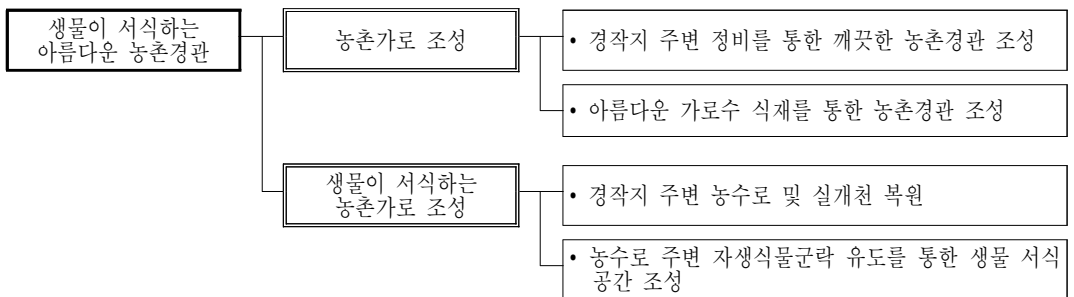 생물이 서식하는
아름다운 농촌경관
농촌가로 조성
• 경작지 주변 정비를 통한 깨끗한 농촌경관 조성
• 아름다운 가로수 식재를 통한 농촌경관 조성
생물이 서식하는
농촌가로 조성
• 경작지 주변 농수로 및 실개천 복원
• 농수로 주변 자생식물군락 유도를 통한 생물 서식
공간 조성